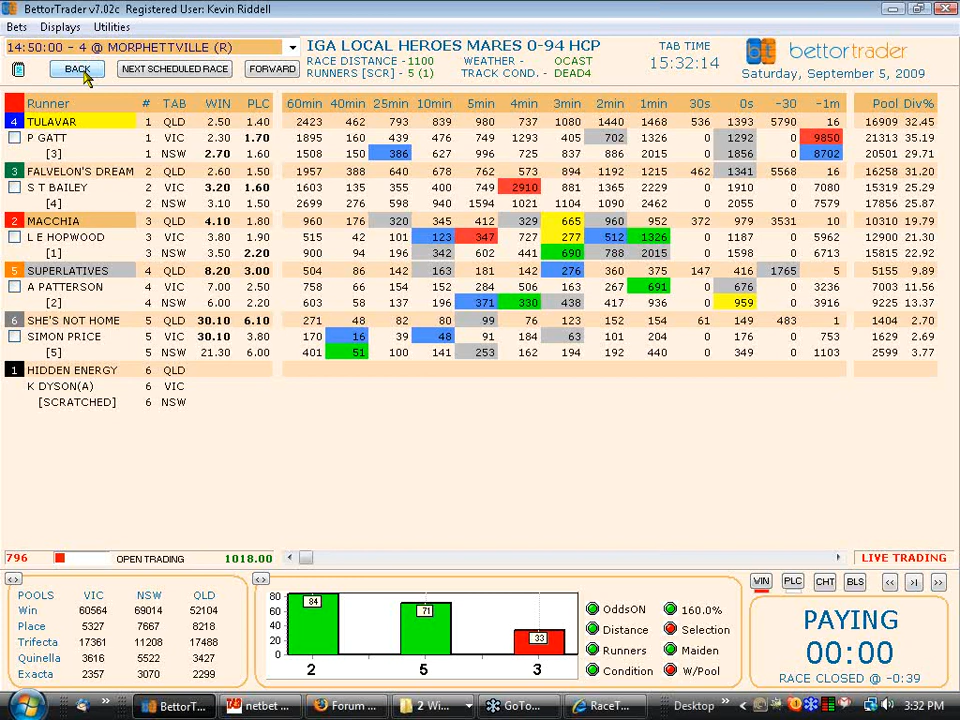 BettorTrader v7.02c Registered User: Kevin Riddell
Bets Displays Utilities
14:50:00 - 4 @ MORPHETTVILLE (R)
BACK NEXT SCHEDULED RACE FORWARD
IGA LOCAL HEROES MARES 0-94 HCP
RACE DISTANCE -1100 WEATHER - OCAST
RUNNERS [SCR] - 5 (1) TRACK COND. - DEAD4
TAB TIME
15:32:14
bettortrader
Saturday, September 5, 2009
Runner # TAB WIN PLC 60min 40min 25min 10min 5min 4min 3min 2min 1min 30s 0s -30 -1m Pool Div%
4 TULAVAR 1 QLD 2.50 1.40 2423 462 793 839 980 737 1080 1440 1468 536 1393 5790 16 16909 32.45
P GATT 1 VIC 2.30 1.70 1895 160 439 476 749 1293 405 702 1326 0 1292 0 9850 21313 35.19
[3] 1 NSW 2.70 1.60 1508 150 386 627 996 725 837 886 2015 0 1856 0 8702 20501 29.71
3 FALVELON'S DREAM 2 QLD 2.60 1.50 1957 388 640 678 762 573 894 1192 1215 462 1341 5568 16 16258 31.20
S T BAILEY 2 VIC 3.20 1.60 1603 135 355 400 749 2910 881 1365 2229 0 1910 0 7080 15319 25.29
[4] 2 NSW 3.10 1.50 2699 276 598 940 1594 1021 1104 1090 2462 0 2055 0 7579 17856 25.87
2 MACCHIA 3 QLD 4.10 1.80 960 176 320 345 412 329 665 960 952 372 979 3531 10 10310 19.79
L E HOPWOOD 3 VIC 3.80 1.90 515 42 101 123 347 727 277 512 1326 0 1187 0 5962 12900 21.30
[1] 3 NSW 3.50 2.20 900 94 196 342 602 441 690 788 2015 0 1598 0 6713 15815 22.92
5 SUPERLATIVES 4 QLD 8.20 3.00 504 86 142 163 181 142 276 360 375 147 416 1765 4 5155 9.89
A PATTERSON 4 VIC 7.00 2.50 758 66 154 152 284 506 163 267 691 0 676 0 3236 7003 11.56
[2] 4 NSW 6.00 2.20 603 58 137 196 371 330 438 417 936 0 959 0 3916 9225 13.37
6 SHE'S NOT HOME 5 QLD 30.10 6.10 271 48 82 80 99 76 123 152 154 61 149 483 1 1404 2.70
SIMON PRICE 5 VIC 30.10 3.80 170 16 39 48 91 184 63 101 204 0 176 0 332 1629 2.69
[5] 5 NSW 21.30 6.00 401 51 100 141 253 162 194 192 440 0 349 0 1103 2599 3.77
1 HIDDEN ENERGY 6 QLD
K DYSON(A) 6 VIC
[SCRATCHED] 6 NSW
796 OPEN TRADING 1018.00 LIVE TRADING
POOLS VIC NSW QLD
Win 60564 69014 52104
Place 5327 7667 8218
Trifecta 17361 11208 17488
Quinella 3616 5522 3427
Exacta 2357 3070 2299
80
60
40
20
0
84 71 33
2 5 3
OddsON 160.0%
Distance Selection
Runners Maiden
Condition W/Pool
WIN PLC CHT BLS << >| >>
PAYING
00:00
RACE CLOSED @ -0:39
BettorT... netbet ... Forum ... 2 Wi... GoTo... RaceT... Desktop 3:32 PM